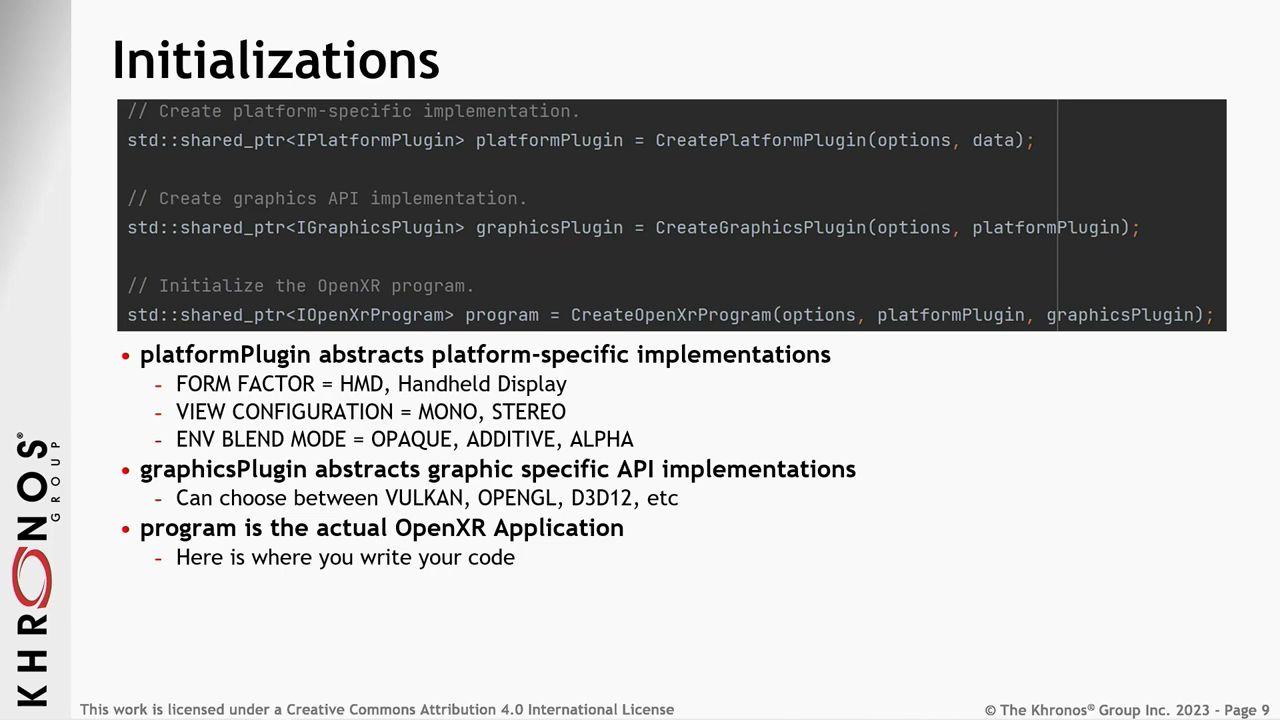 Initializations
// Create platform-specific implementation.
std::shared_ptr<IPlatformPlugin> platformPlugin = CreatePlatformPlugin(options, data);
// Create graphics API implementation.
std::shared_ptr<IGraphicsPlugin> graphicsPlugin = CreateGraphicsPlugin(options, platformPlugin);
// Initialize the OpenXR program.
std::shared_ptr<IOpenXrProgram> program = CreateOpenXrProgram(options, platformPlugin, graphicsPlugin);
• platformPlugin abstracts platform-specific implementations
- FORM FACTOR = HMD, Handheld Display
- VIEW CONFIGURATION = MONO, STEREO
- ENV BLEND MODE = OPAQUE, ADDITIVE, ALPHA
• graphicsPlugin abstracts graphic specific API implementations
- Can choose between VULKAN, OPENGL, D3D12, etc
• program is the actual OpenXR Application
- Here is where you write your code
KHRONOS®
GROUP
This work is licensed under a Creative Commons Attribution 4.0 International License
© The Khronos® Group Inc. 2023 - Page 9